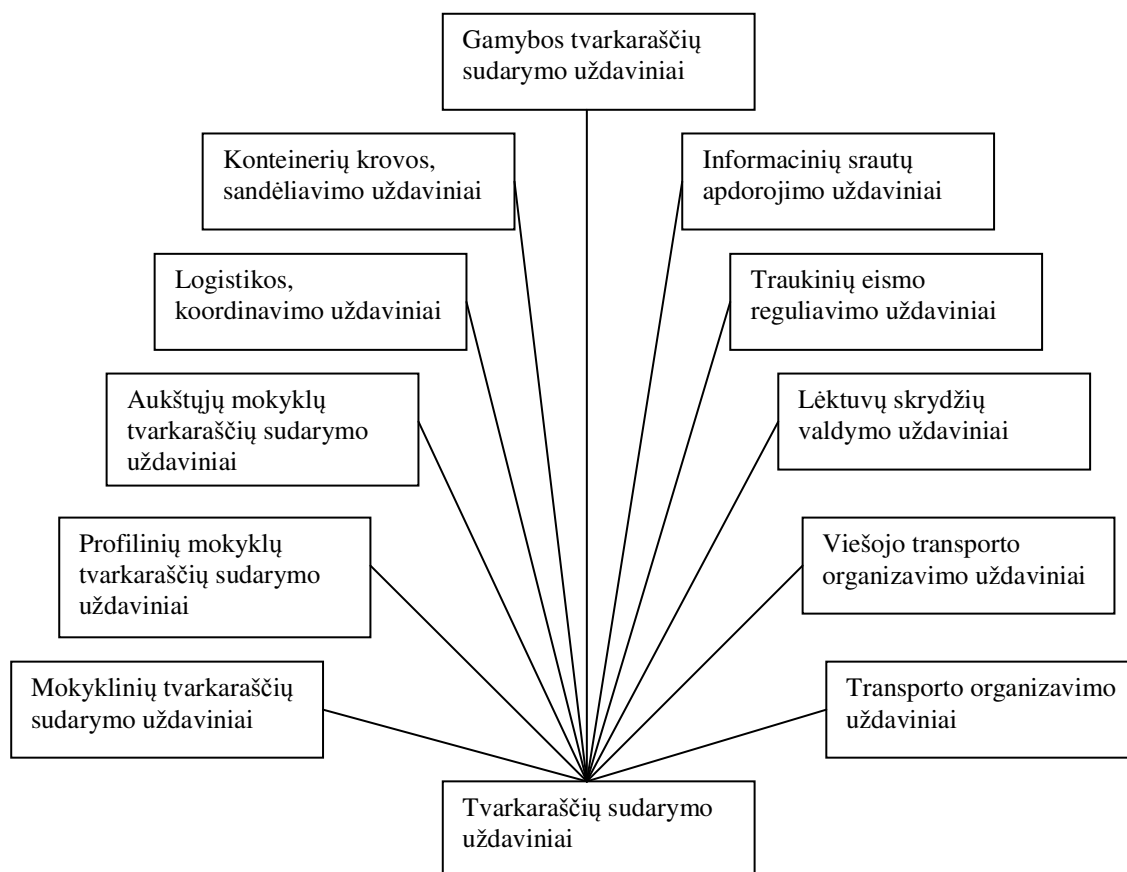 Gamybos tvarkaraščių
sudarymo uždaviniai
Konteinerių krovos,
sandėliavimo uždaviniai
Informacinių srautų
apdorojimo uždaviniai
Logistikos,
koordinavimo uždaviniai
Traukinių eismo
reguliavimo uždaviniai
Aukštųjų mokyklų
tvarkaraščių sudarymo
uždaviniai
Lėktuvų skrydžių
valdymo uždaviniai
Profilinių mokyklų
tvarkaraščių sudarymo
uždaviniai
Viešojo transporto
organizavimo uždaviniai
Mokyklinių tvarkaraščių
sudarymo uždaviniai
Transporto organizavimo
uždaviniai
Tvarkaraščių sudarymo
uždaviniai